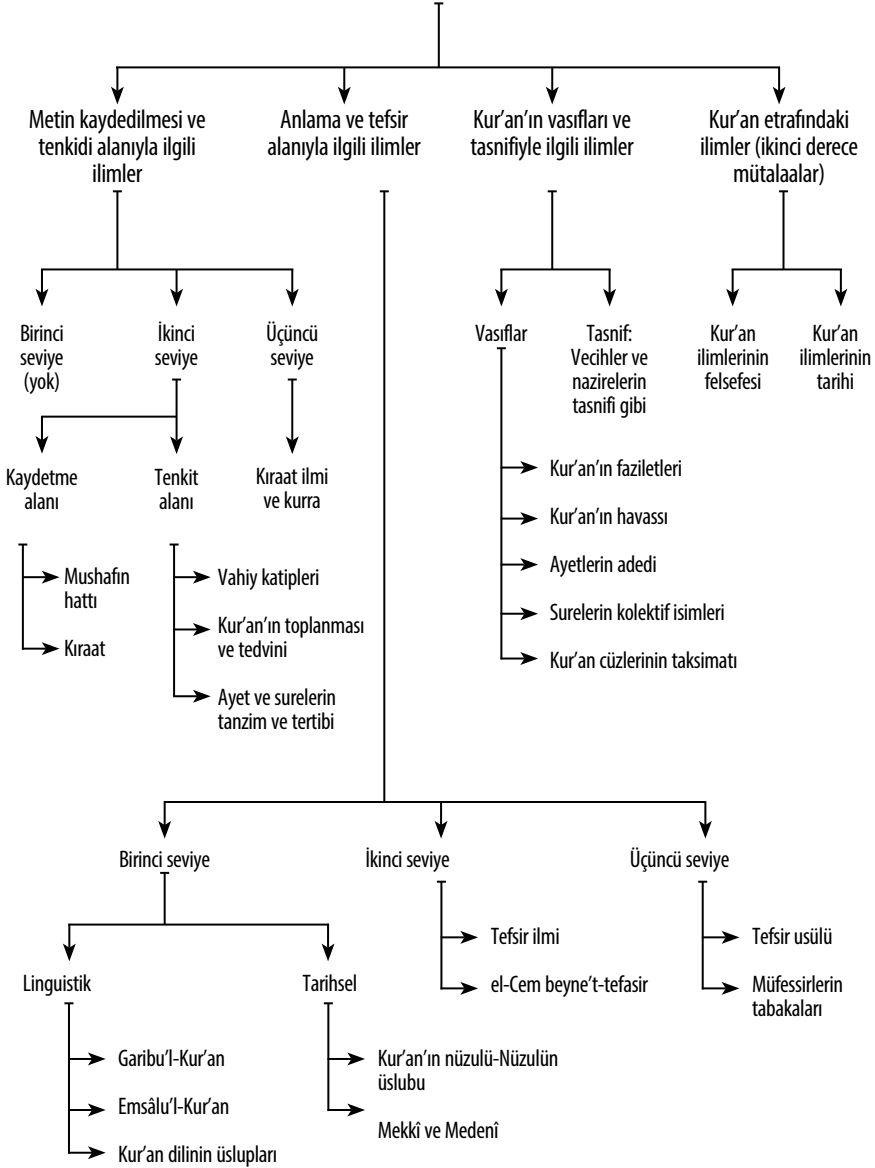 Metin kaydedilmesi ve
tenkidi alanıyla ilgili
ilimler
Anlama ve tefsir
alanıyla ilgili ilimler
Kur'an'ın vasıfları ve
tasnifiyle ilgili ilimler
Kur'an etrafındaki
ilimler (ikinci derece
mütalaalar)
Birinci
seviye
(yok)
İkinci
seviye
Üçüncü
seviye
Vasıflar
Tasnif:
Vecihler ve
nazirelerin
tasnifi gibi
Kur'an
ilimlerinin
felsefesi
Kur'an
ilimlerinin
tarihi
Kaydetme
alanı
Tenkit
alanı
Kıraat ilmi
ve kurra
Mushafın
hattı
Kıraat
Vahiy katipleri
Kur'an'ın toplanması
ve tedvini
Ayet ve surelerin
tanzim ve tertibi
Kur'an'ın faziletleri
Kur'an'ın havassı
Ayetlerin adedi
Surelerin kolektif isimleri
Kur'an cüzlerinin taksimatı
Birinci seviye
İkinci seviye
Üçüncü seviye
Linguistik
Tarihsel
Tefsir ilmi
el-Cem beyne't-tefasir
Tefsir usülü
Müfessirlerin
tabakaları
Garibu'l-Kur'an
Emsâlu'l-Kur'an
Kur'an dilinin üslupları
Kur'an'ın nüzulü-Nüzulün
üslubu
Mekkî ve Medenî